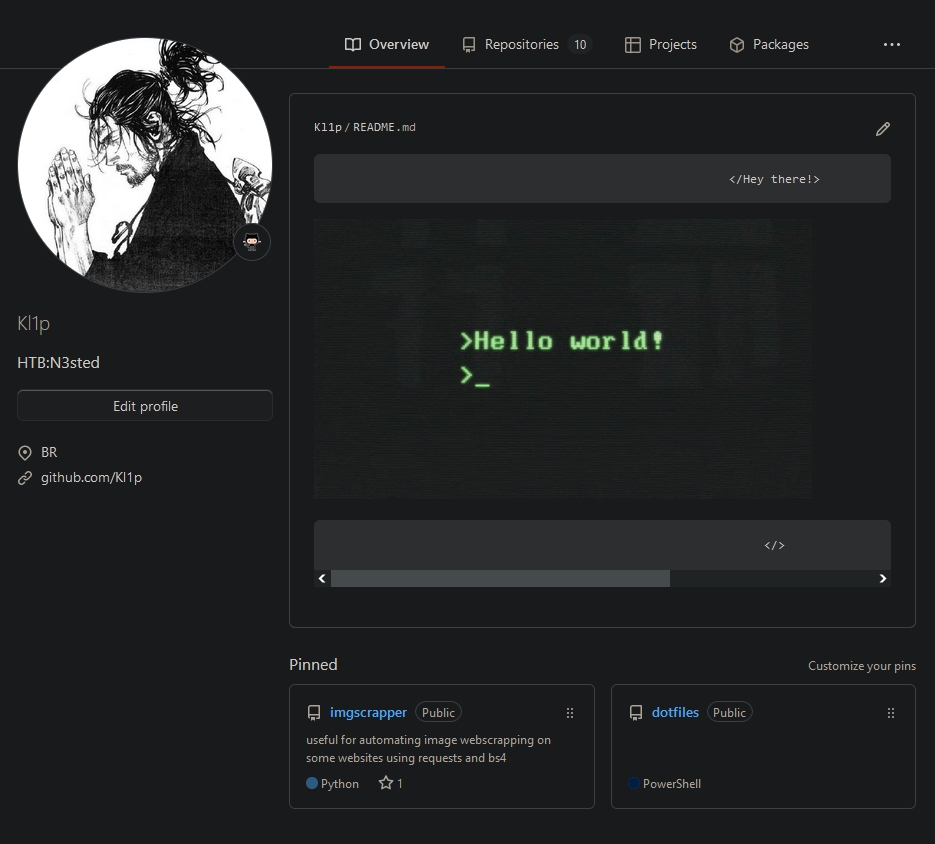 Overview
Repositories 10
Projects
Packages
Kl1p / README.md
</Hey there!>
>Hello world!
>_
</>
Kl1p
HTB:N3sted
Edit profile
BR
github.com/Kl1p
Pinned
Customize your pins
imgscrapper Public
useful for automating image webscrapping on
some websites using requests and bs4
Python 1
dotfiles Public
PowerShell